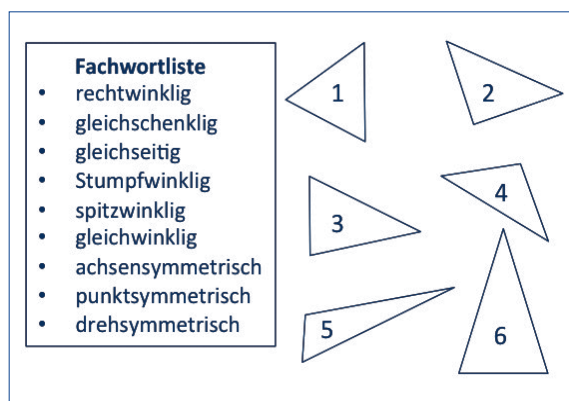 Fachwortliste
• rechtwinklig
• gleichschenklig
• gleichseitig
• Stumpfwinklig
• spitzwinklig
• gleichwinklig
• achsensymmetrisch
• punktsymmetrisch
• drehsymmetrisch
1
2
3
4
5
6